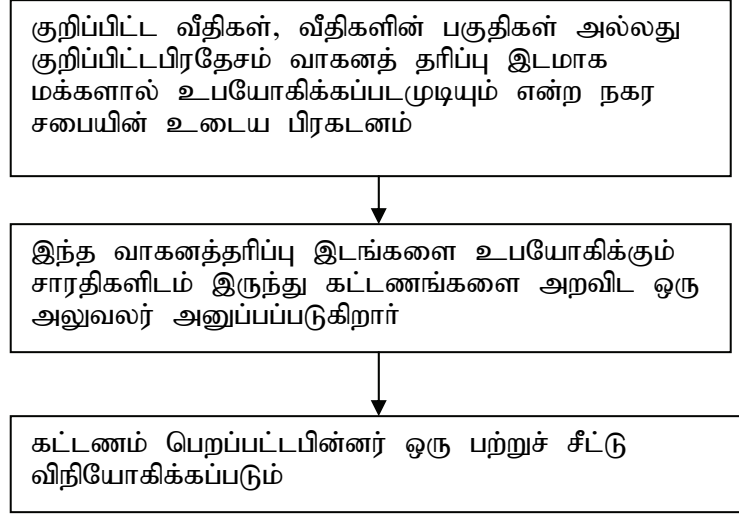 குறிப்பிட்ட வீதிகள், வீதிகளின் பகுதிகள் அல்லது
குறிப்பிட்டபிரதேசம் வாகனத் தரிப்பு இடமாக
மக்களால் உபயோகிக்கப்படமுடியும் என்ற நகர
சபையின் உடைய பிரகடனம்
இந்த வாகனத்தரிப்பு இடங்களை உபயோகிக்கும்
சாரதிகளிடம் இருந்து கட்டணங்களை அறவிட ஒரு
அலுவலர் அனுப்பப்படுகிறார்
கட்டணம் பெறப்பட்டபின்னர் ஒரு பற்றுச் சீட்டு
விநியோகிக்கப்படும்